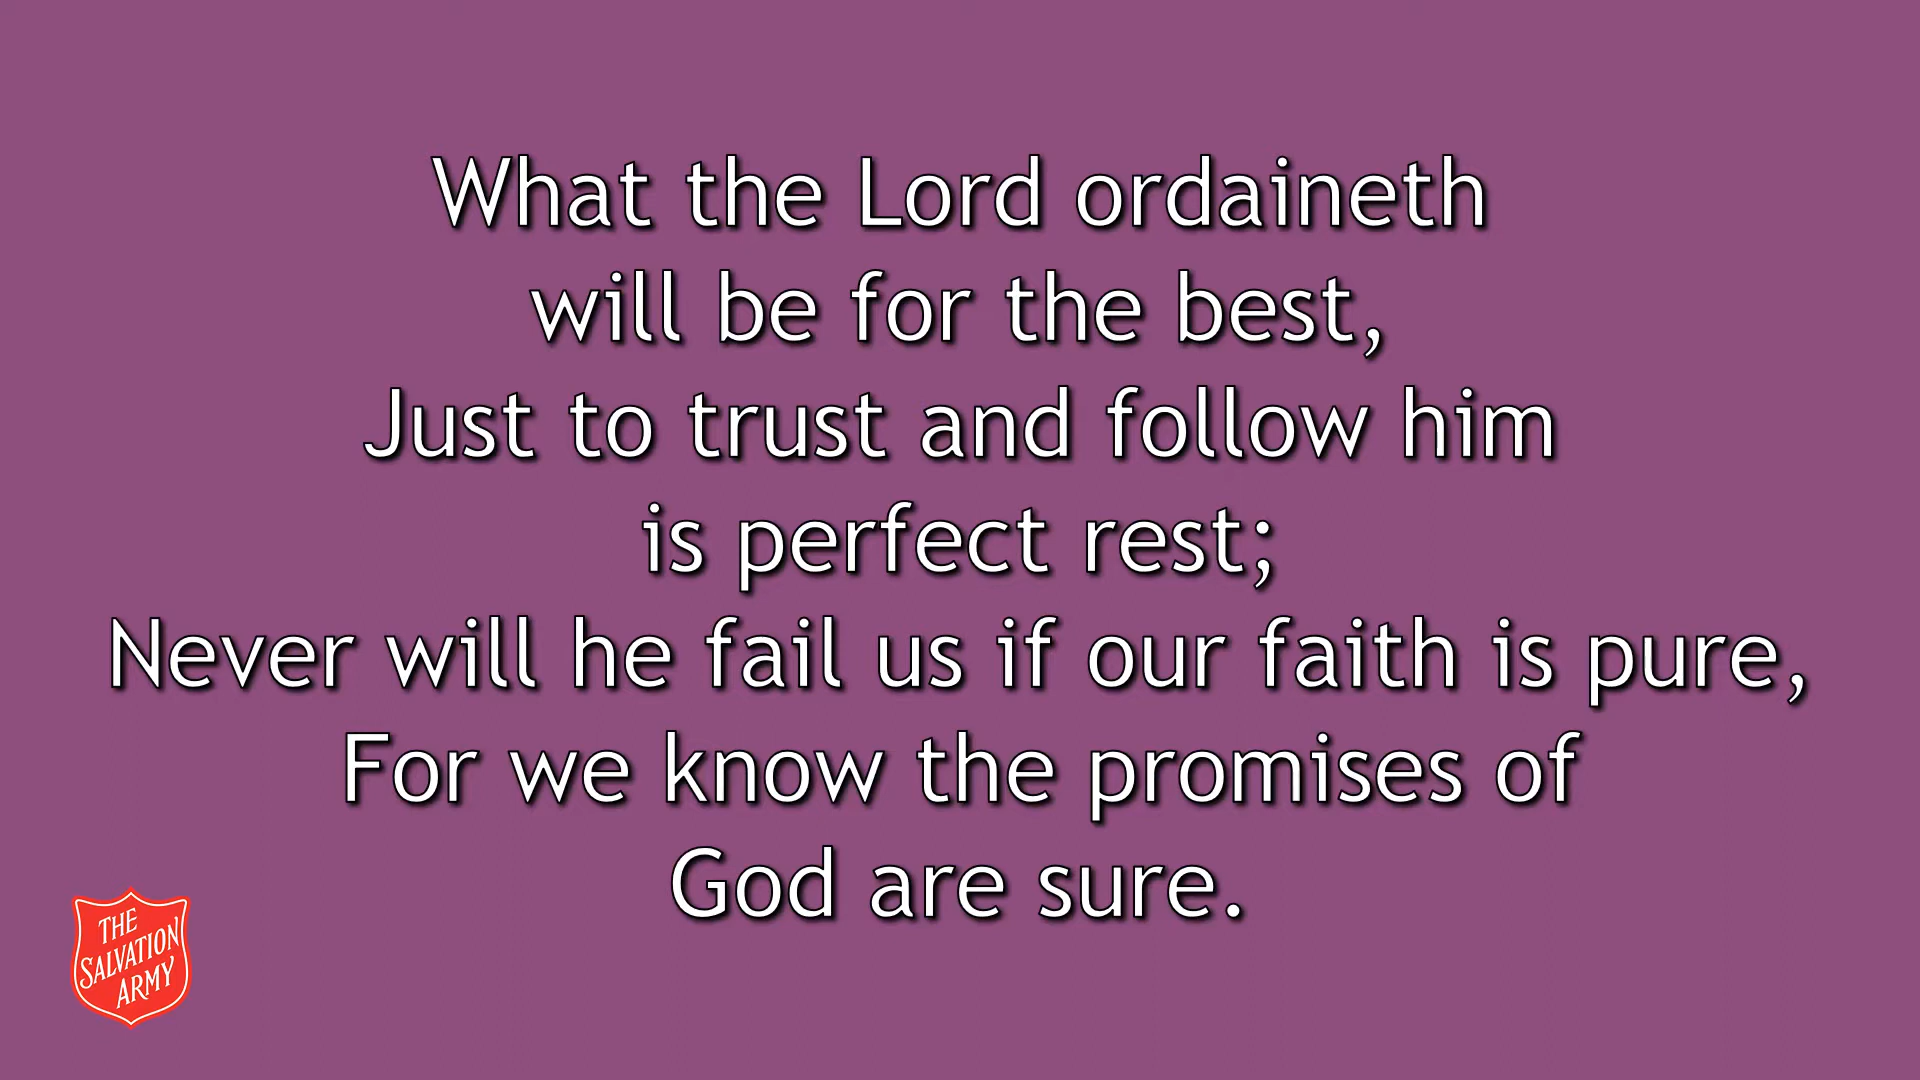 What the Lord ordaineth
will be for the best,
Just to trust and follow him
is perfect rest;
Never will he fail us if our faith is pure,
For we know the promises of
God are sure.
THE
SALVATION
ARMY